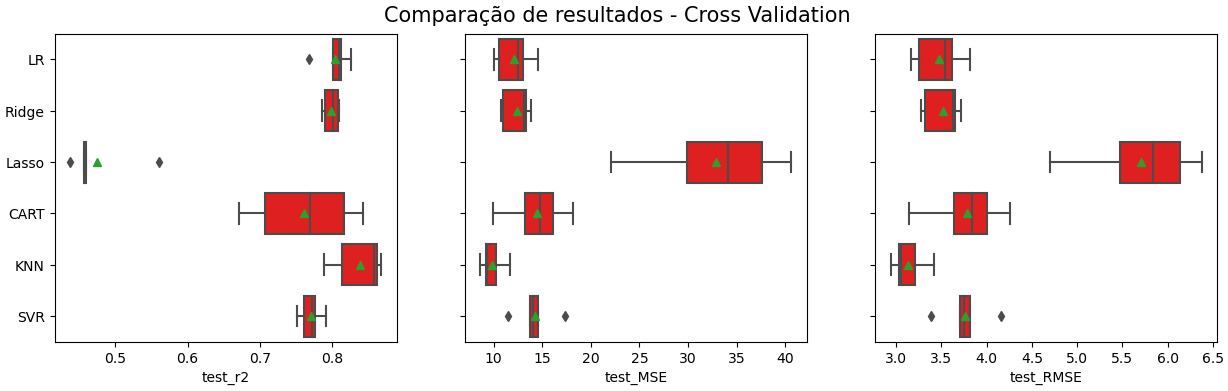 Comparação de resultados - Cross Validation
LR
Ridge
Lasso
CART
KNN
SVR
0.5 0.6 0.7 0.8
test_r2
10 15 20 25 30 35 40
test_MSE
3.0 3.5 4.0 4.5 5.0 5.5 6.0 6.5
test_RMSE